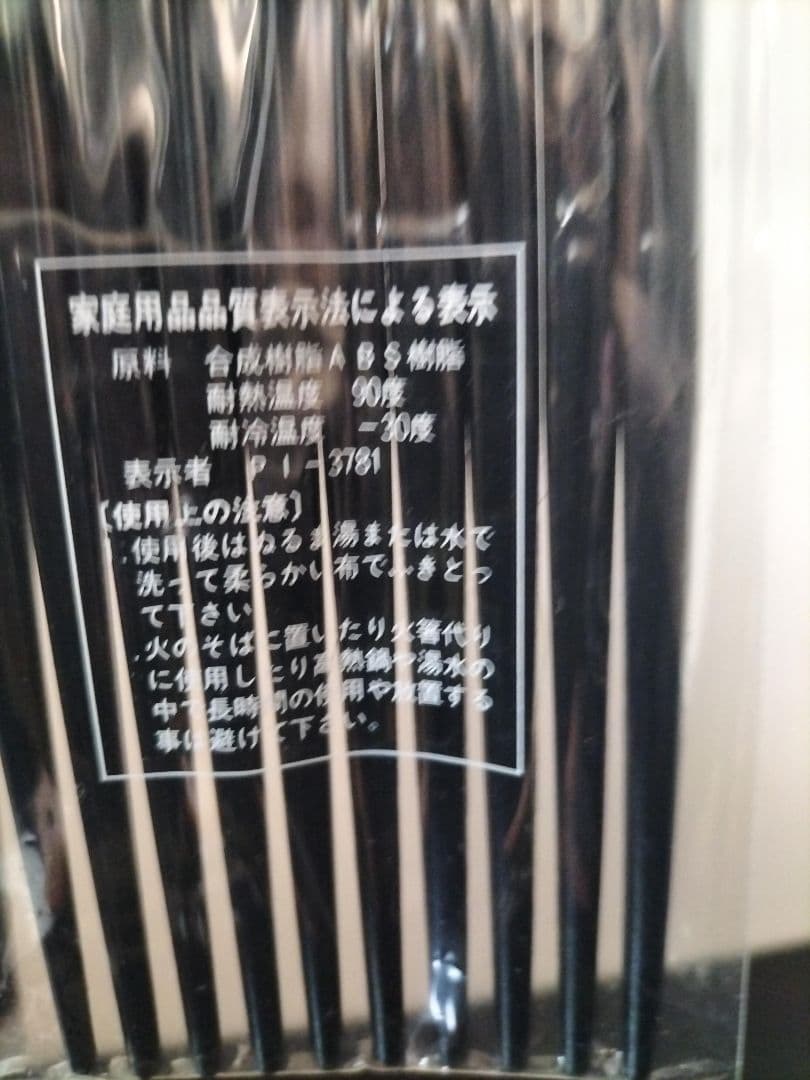 家庭用品品質表示法による表示
原料 合成樹脂ABS樹脂
耐熱温度 90度
耐冷温度 -30度
表示者 PI-3781
〔使用上の注意〕
.使用後はぬるま湯または水で
洗って柔らかい布でふきとっ
て下さい
.火のそばに置いたり火箸代り
に使用したり高熱鍋や湯水の
中で長時間の使用や放置する
事は避けて下さい。